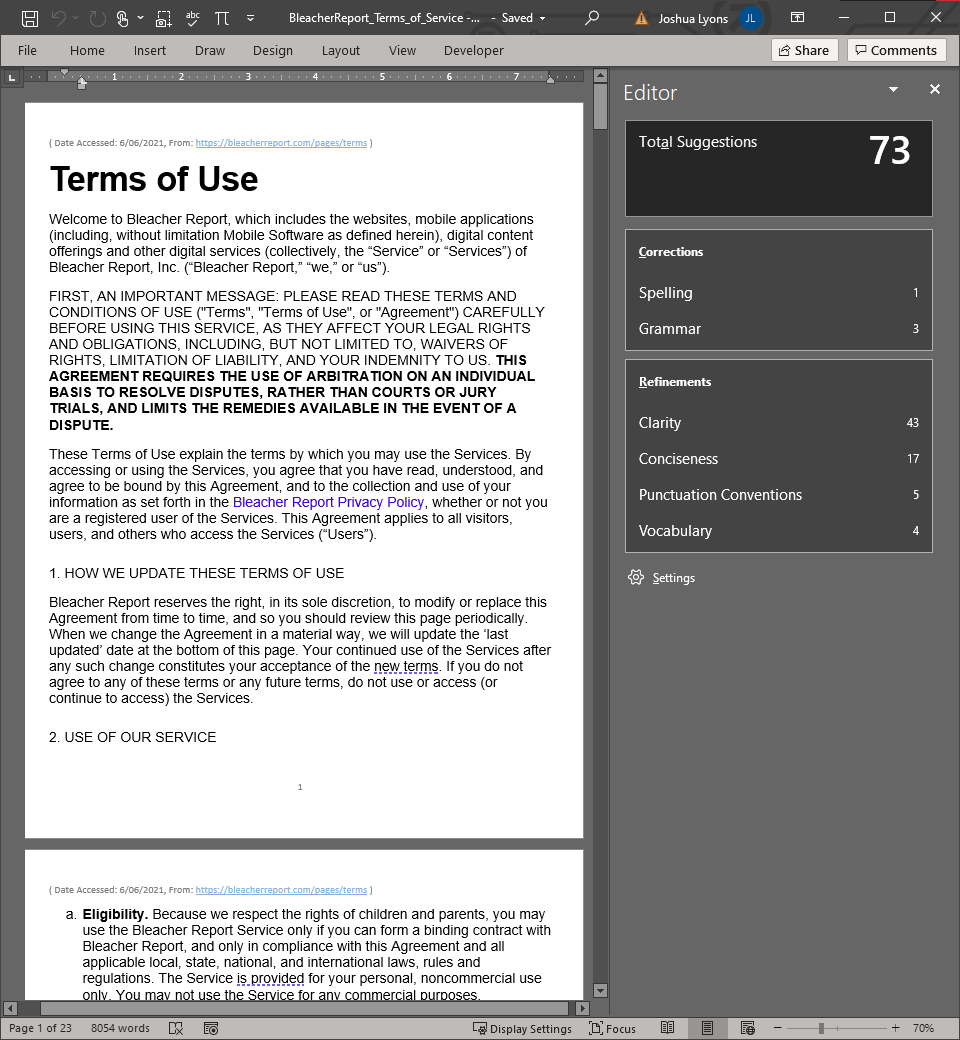 abc
BleacherReport_Terms_of_Service -... - Saved
Joshua Lyons JL
File Home Insert Draw Design Layout View Developer Share Comments
L 1 2 3 4 5 6 7
( Date Accessed: 6/06/2021, From: https://bleacherreport.com/pages/terms )
Terms of Use
Welcome to Bleacher Report, which includes the websites, mobile applications
(including, without limitation Mobile Software as defined herein), digital content
offerings and other digital services (collectively, the “Service” or “Services”) of
Bleacher Report, Inc. (“Bleacher Report,” “we,” or “us”).
FIRST, AN IMPORTANT MESSAGE: PLEASE READ THESE TERMS AND
CONDITIONS OF USE ("Terms", "Terms of Use", or "Agreement") CAREFULLY
BEFORE USING THIS SERVICE, AS THEY AFFECT YOUR LEGAL RIGHTS
AND OBLIGATIONS, INCLUDING, BUT NOT LIMITED TO, WAIVERS OF
RIGHTS, LIMITATION OF LIABILITY, AND YOUR INDEMNITY TO US. THIS
AGREEMENT REQUIRES THE USE OF ARBITRATION ON AN INDIVIDUAL
BASIS TO RESOLVE DISPUTES, RATHER THAN COURTS OR JURY
TRIALS, AND LIMITS THE REMEDIES AVAILABLE IN THE EVENT OF A
DISPUTE.
These Terms of Use explain the terms by which you may use the Services. By
accessing or using the Services, you agree that you have read, understood, and
agree to be bound by this Agreement, and to the collection and use of your
information as set forth in the Bleacher Report Privacy Policy, whether or not you
are a registered user of the Services. This Agreement applies to all visitors,
users, and others who access the Services (“Users”).
1. HOW WE UPDATE THESE TERMS OF USE
Bleacher Report reserves the right, in its sole discretion, to modify or replace this
Agreement from time to time, and so you should review this page periodically.
When we change the Agreement in a material way, we will update the ‘last
updated’ date at the bottom of this page. Your continued use of the Services after
any such change constitutes your acceptance of the new terms. If you do not
agree to any of these terms or any future terms, do not use or access (or
continue to access) the Services.
2. USE OF OUR SERVICE
1
( Date Accessed: 6/06/2021, From: https://bleacherreport.com/pages/terms )
a. Eligibility. Because we respect the rights of children and parents, you may
use the Bleacher Report Service only if you can form a binding contract with
Bleacher Report, and only in compliance with this Agreement and all
applicable local, state, national, and international laws, rules and
regulations. The Service is provided for your personal, noncommercial use
only. You may not use the Service for any commercial purposes.
Editor
Total Suggestions 73
Corrections
Spelling 1
Grammar 3
Refinements
Clarity 43
Conciseness 17
Punctuation Conventions 5
Vocabulary 4
Settings
Page 1 of 23 8054 words Display Settings Focus 70%